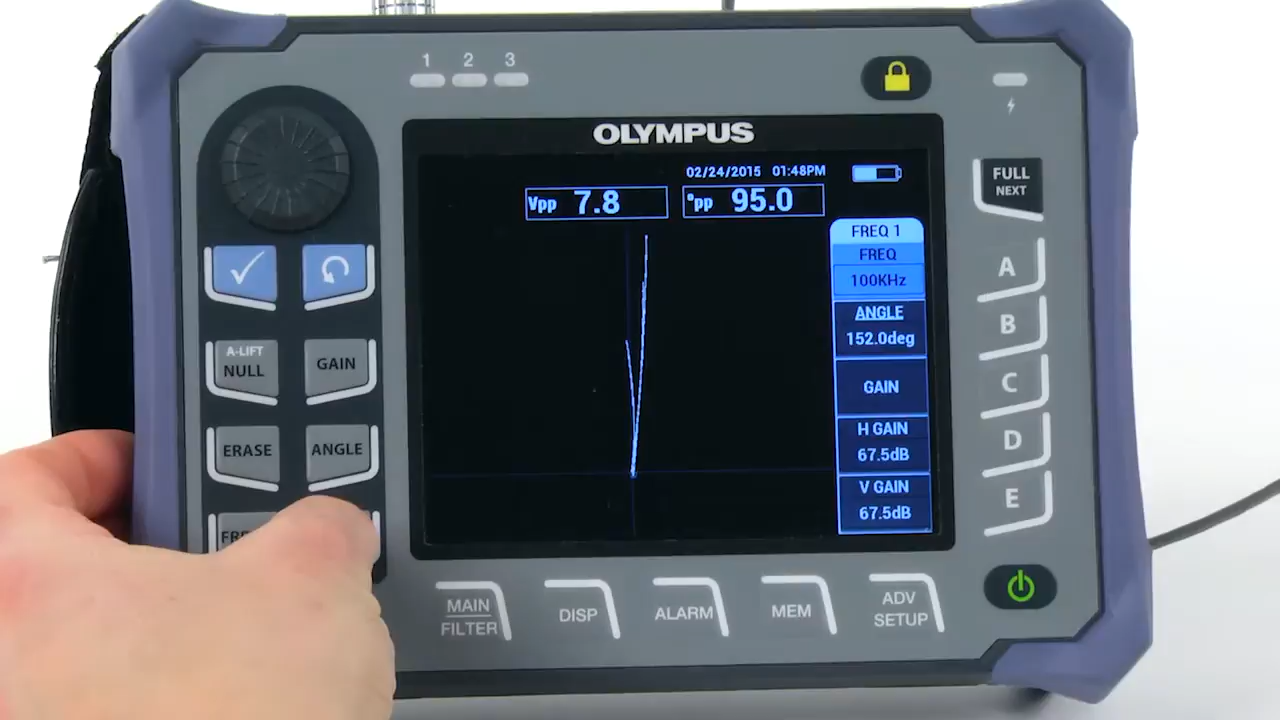 1 2 3
OLYMPUS
02/24/2015 01:48PM
Vpp 7.8
°pp 95.0
FREQ 1
FREQ
100KHz
ANGLE
152.0deg
GAIN
H GAIN
67.5dB
V GAIN
67.5dB
FULL
NEXT
A
B
C
D
E
A-LIFT
NULL
GAIN
ERASE
ANGLE
MAIN
FILTER
DISP
ALARM
MEM
ADV
SETUP